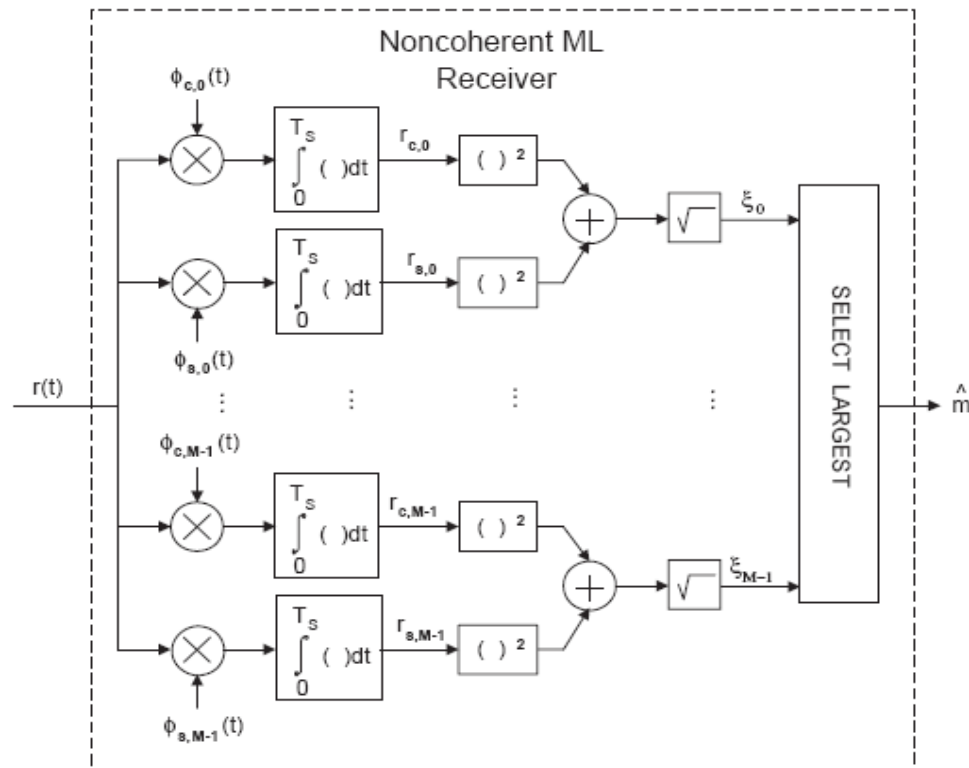 Noncoherent ML
Receiver
ϕc,0(t)
Ts
∫ ( )dt
0
rc,0
( ) ²
√
ξ0
Ts
∫ ( )dt
0
rs,0
( ) ²
ϕs,0(t)
r(t)
SELECT LARGEST
m̂
ϕc,M-1(t)
Ts
∫ ( )dt
0
rc,M-1
( ) ²
√
ξM-1
Ts
∫ ( )dt
0
rs,M-1
( ) ²
ϕs,M-1(t)